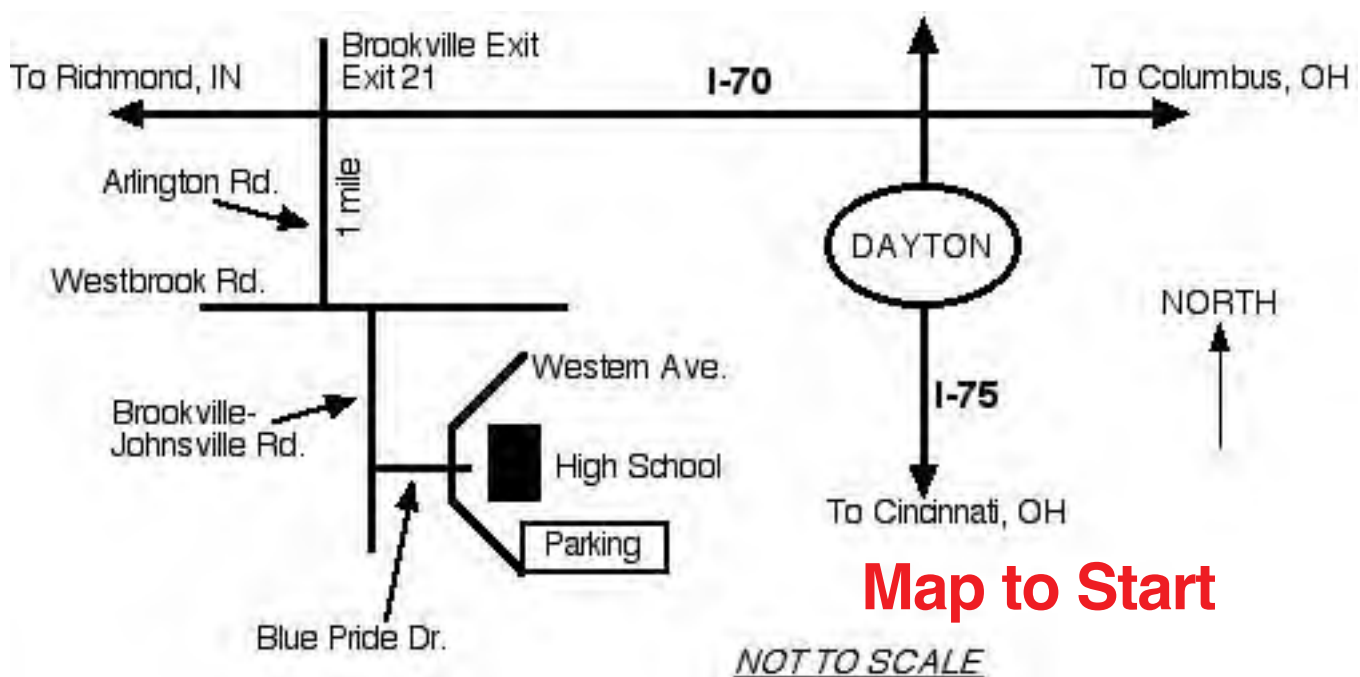 Brookville Exit
Exit 21
To Richmond, IN
I-70
To Columbus, OH
Arlington Rd.
1 mile
DAYTON
Westbrook Rd.
NORTH
Western Ave.
I-75
Brookville-
Johnsville Rd.
High School
To Cincinnati, OH
Parking
Map to Start
Blue Pride Dr.
NOT TO SCALE